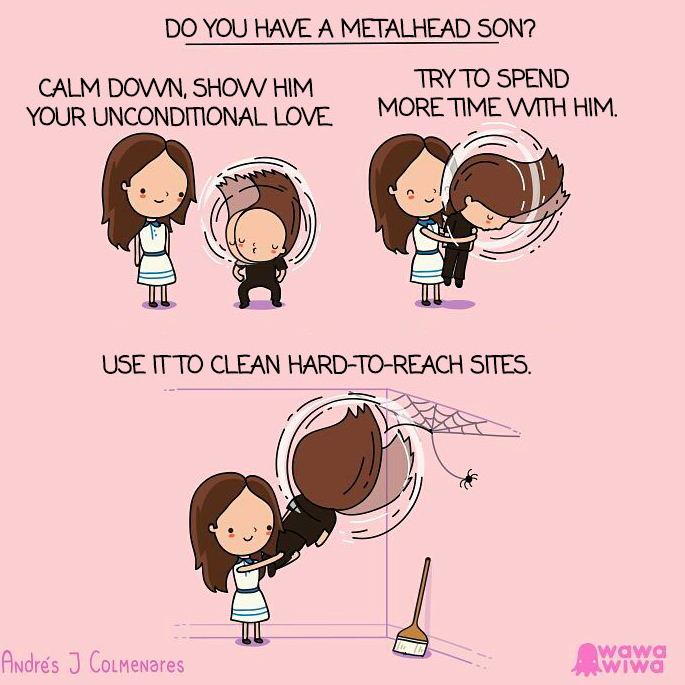 DO YOU HAVE A METALHEAD SON?
CALM DOWN, SHOW HIM
YOUR UNCONDITIONAL LOVE.
TRY TO SPEND
MORE TIME WITH HIM.
USE IT TO CLEAN HARD-TO-REACH SITES.
Andrés J Colmenares
wawa
wiwa